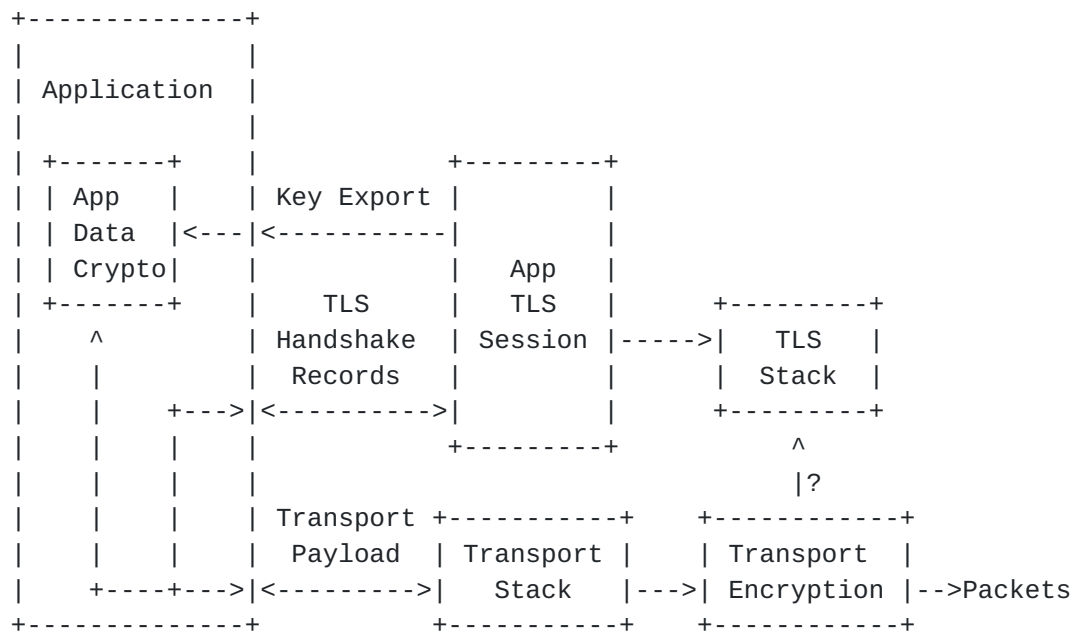 +--------------+
|              |
| Application  |
|              |
| +-------+    |            +---------+
| | App   |    | Key Export |         |
| | Data  |<---|<-----------|         |
| | Crypto|    |            |   App   |
| +-------+    |    TLS     |   TLS   |      +---------+
|    ^         | Handshake  | Session |----->|   TLS   |
|    |         |  Records   |         |      |  Stack  |
|    |    +--->|<---------->|         |      +---------+
|    |    |    |            +---------+           ^
|    |    |    |                                  |?
|    |    |    | Transport +-----------+    +------------+
|    |    |    |  Payload  | Transport |    | Transport  |
|    +----+--->|<--------->|   Stack   |--->| Encryption |-->Packets
+--------------+           +-----------+    +------------+